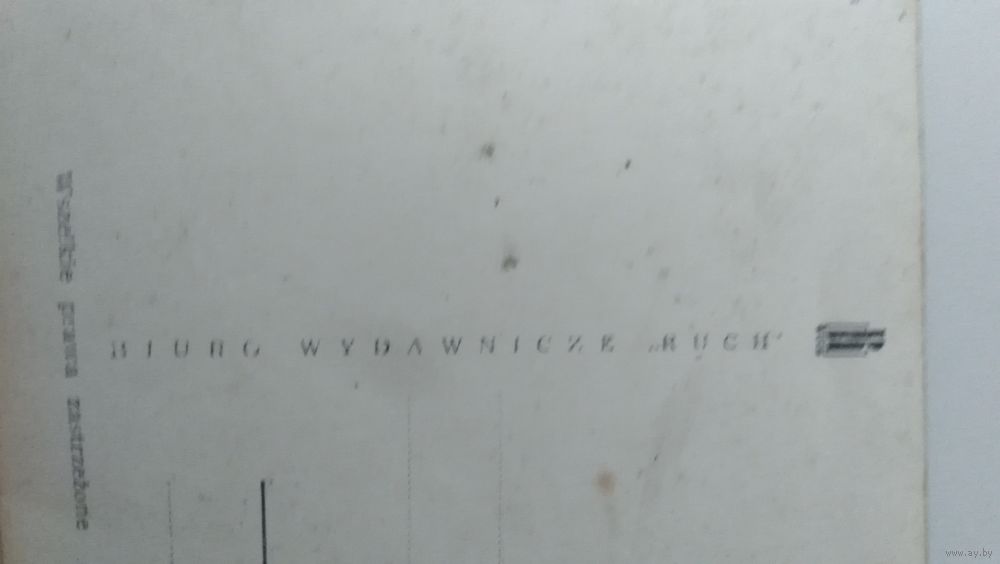 Wszelkie prawa zastrzeżone
BIURO WYDAWNICZE „RUCH"
www.ay.by